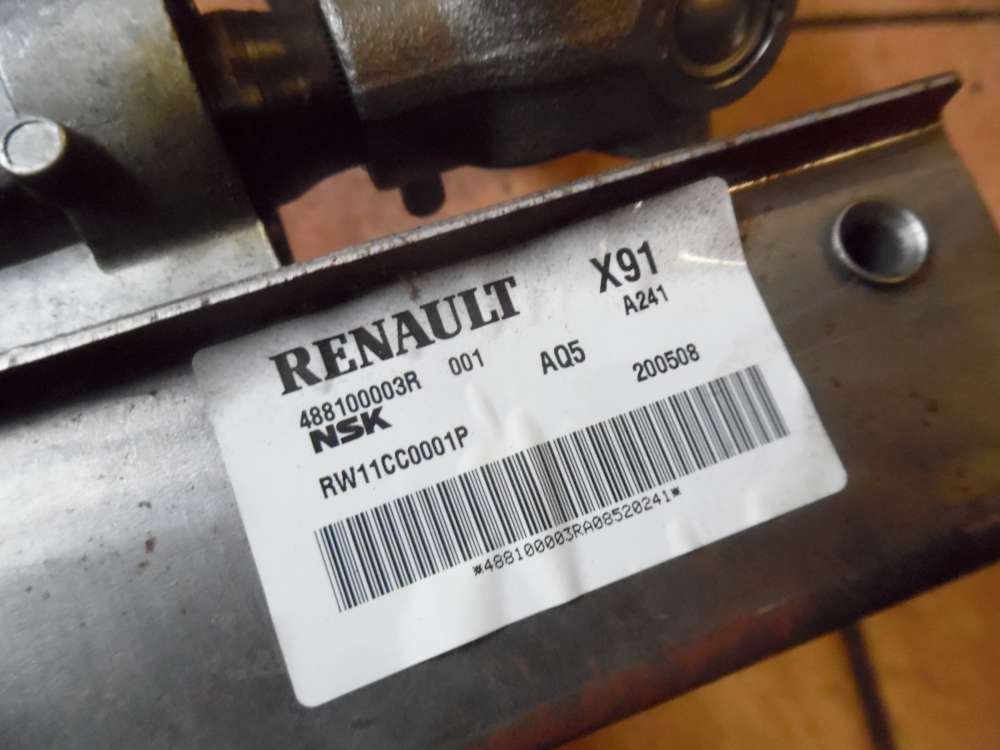 RENAULT X91
488100003R 001 AQ5 A241
NSK 200508
RW11CC0001P
*488100003RA08520241*